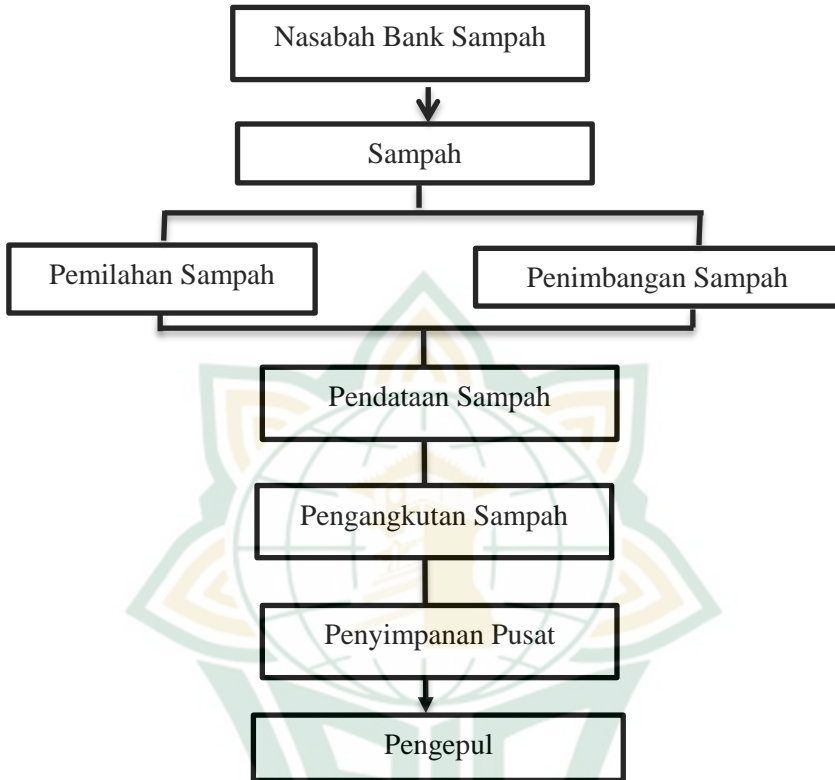 Nasabah Bank Sampah
Sampah
Pemilahan Sampah
Penimbangan Sampah
Pendataan Sampah
Pengangkutan Sampah
Penyimpanan Pusat
Pengepul